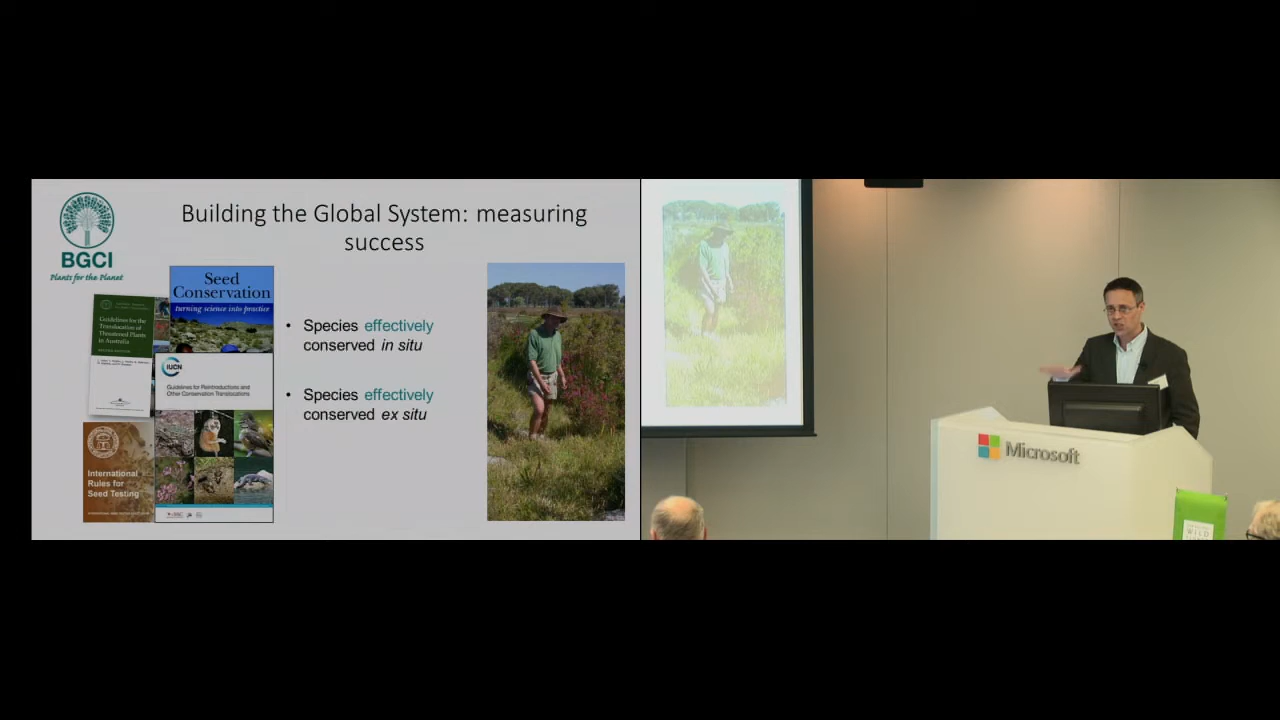 Building the Global System: measuring
success
BGCI
Plants for the Planet
Seed
Conservation
turning science into practice
Guidelines for the
Translocation of
Threatened Plants
in Australia
IUCN
Guidelines for Reintroductions and
Other Conservation Translocations
International
Rules for
Seed Testing
• Species effectively
conserved in situ
• Species effectively
conserved ex situ
Microsoft
WILD